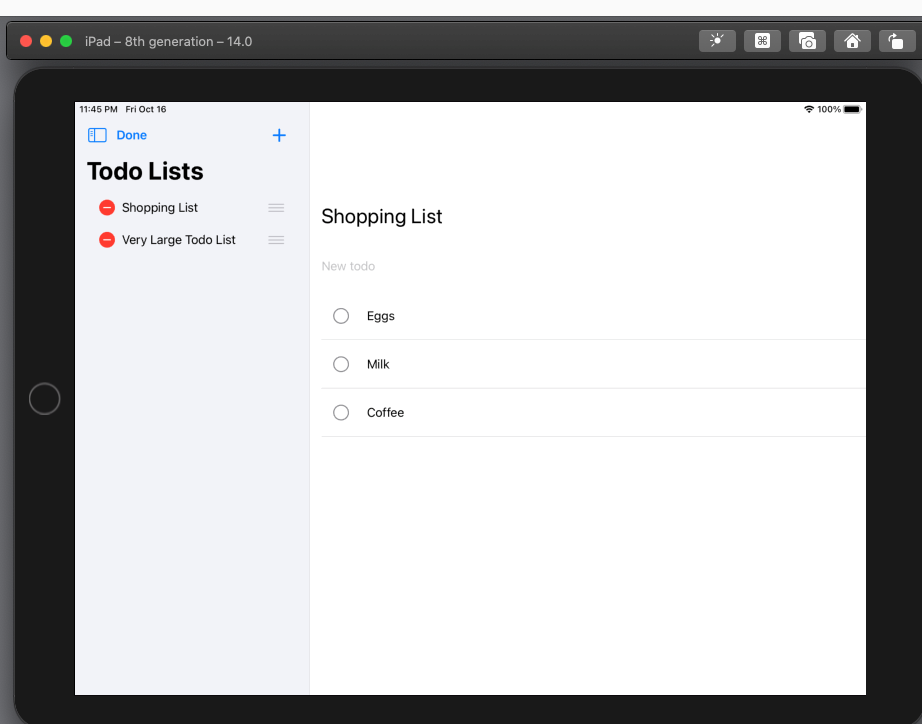 iPad – 8th generation – 14.0
11:45 PM Fri Oct 16
100%
Done
Todo Lists
Shopping List
Very Large Todo List
Shopping List
New todo
Eggs
Milk
Coffee